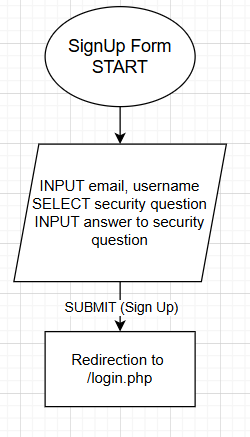 SignUp Form
START
INPUT email, username
SELECT security question
INPUT answer to security
question
SUBMIT (Sign Up)
Redirection to
/login.php